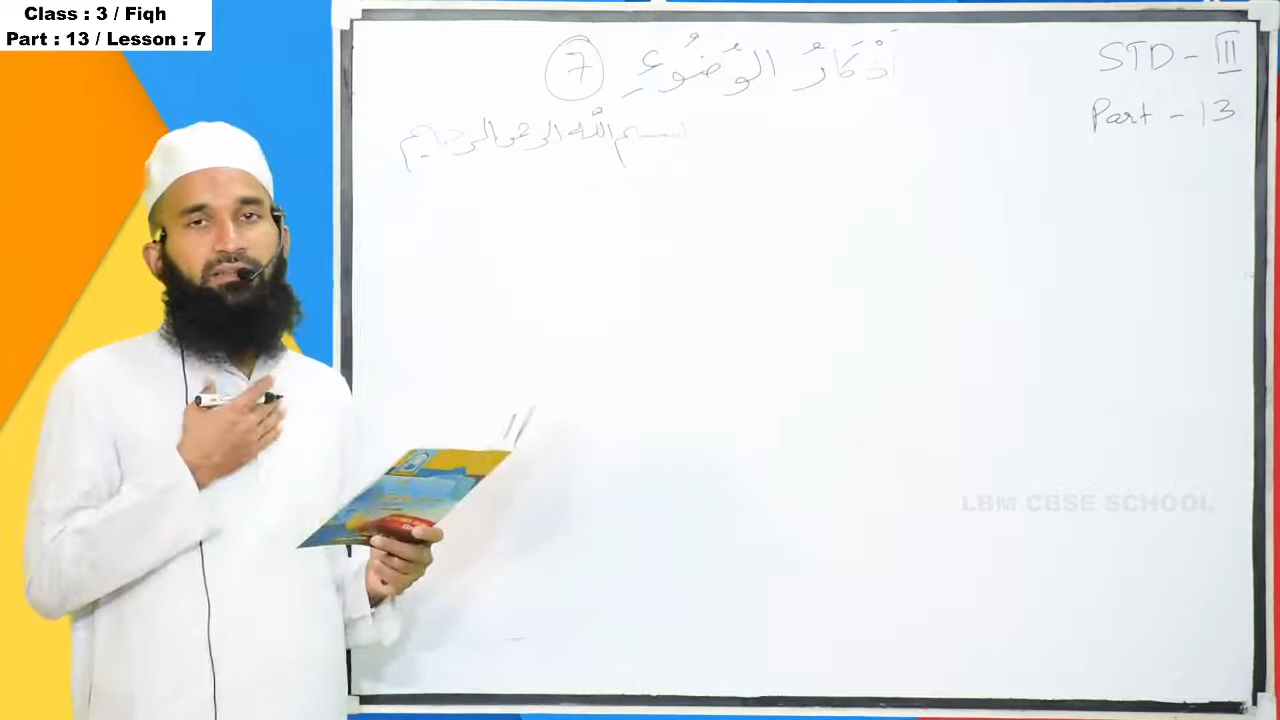 Class : 3 / Fiqh
Part : 13 / Lesson : 7
أَذْكَارُ الْوُضُوءِ 7
STD - III
Part - 13
بسم الله الرحمن الرحيم
LBM CBSE SCHOOL